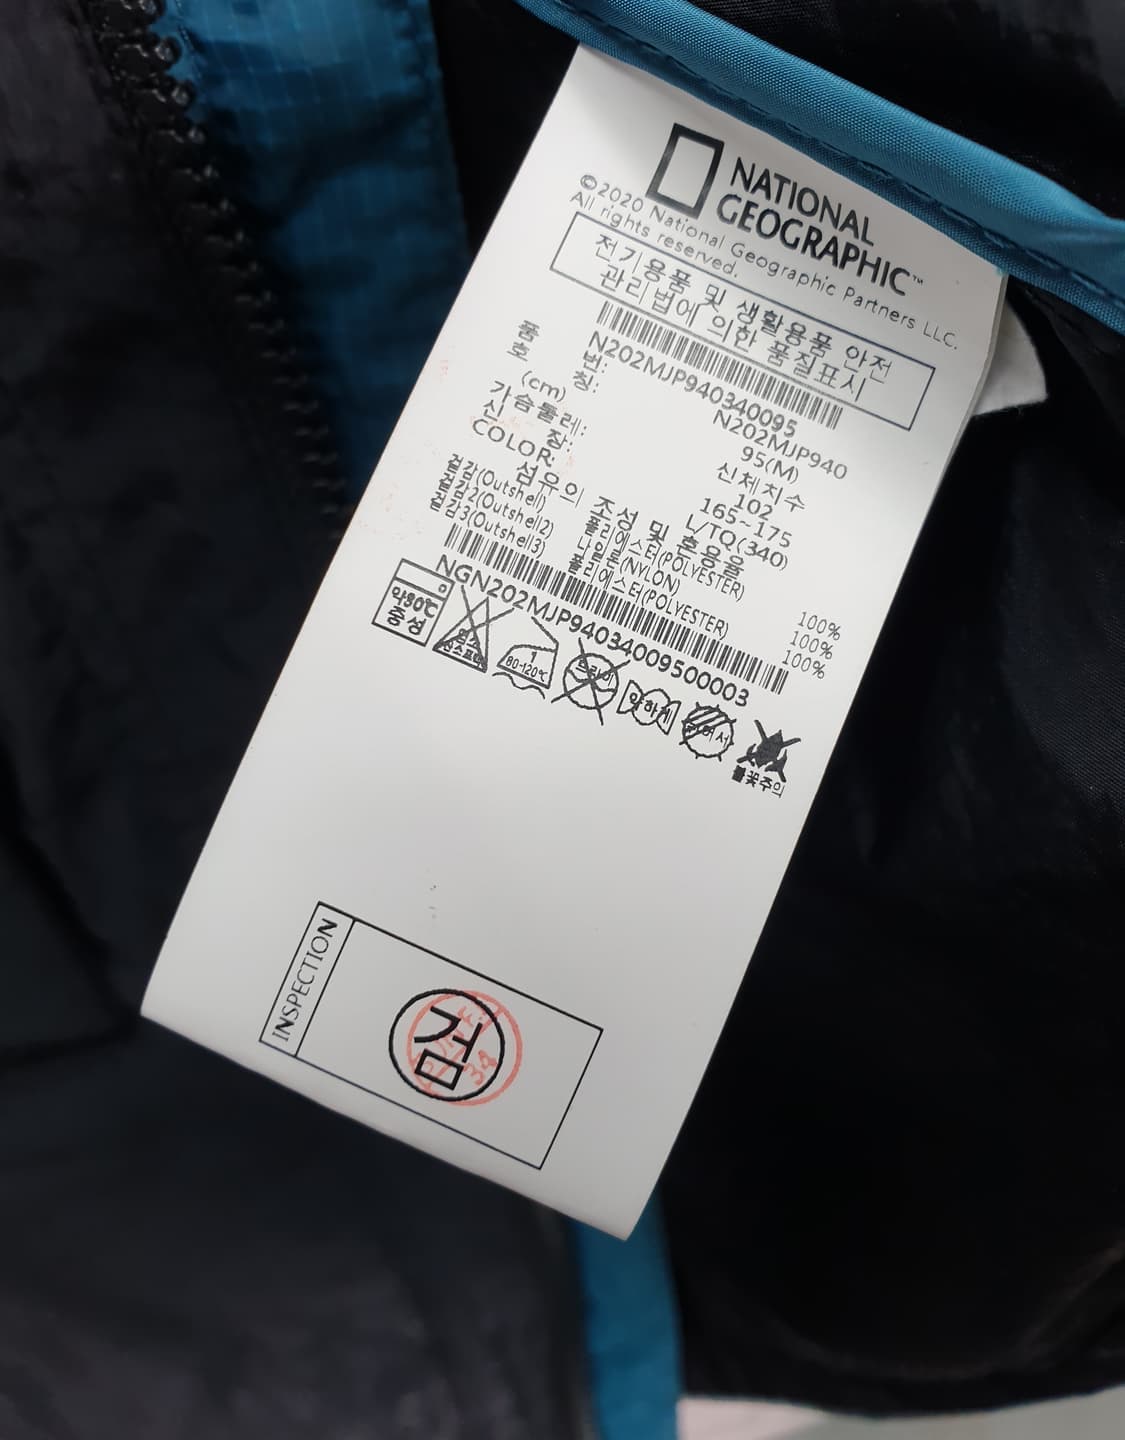 NATIONAL
GEOGRAPHIC™
©2020 National Geographic Partners LLC.
All rights reserved.
전기용품 및 생활용품 안전
관리법에 의한 품질표시
N202MJP940340095
품 번: N202MJP940
호 칭: 95(M)
(cm) 신체치수
가슴둘레: 102
신 장: 165~175
COLOR: L/TQ(340)
섬유의 조성 및 혼용율
겉감(Outshell) 폴리에스터(POLYESTER) 100%
겉감2(Outshell2) 나일론(NYLON) 100%
겉감3(Outshell3) 폴리에스터(POLYESTER) 100%
NGN202MJP94034009500003
약30℃
중성
80-120℃
드라이
약하게
불꽃주의
INSPECTION
검
34